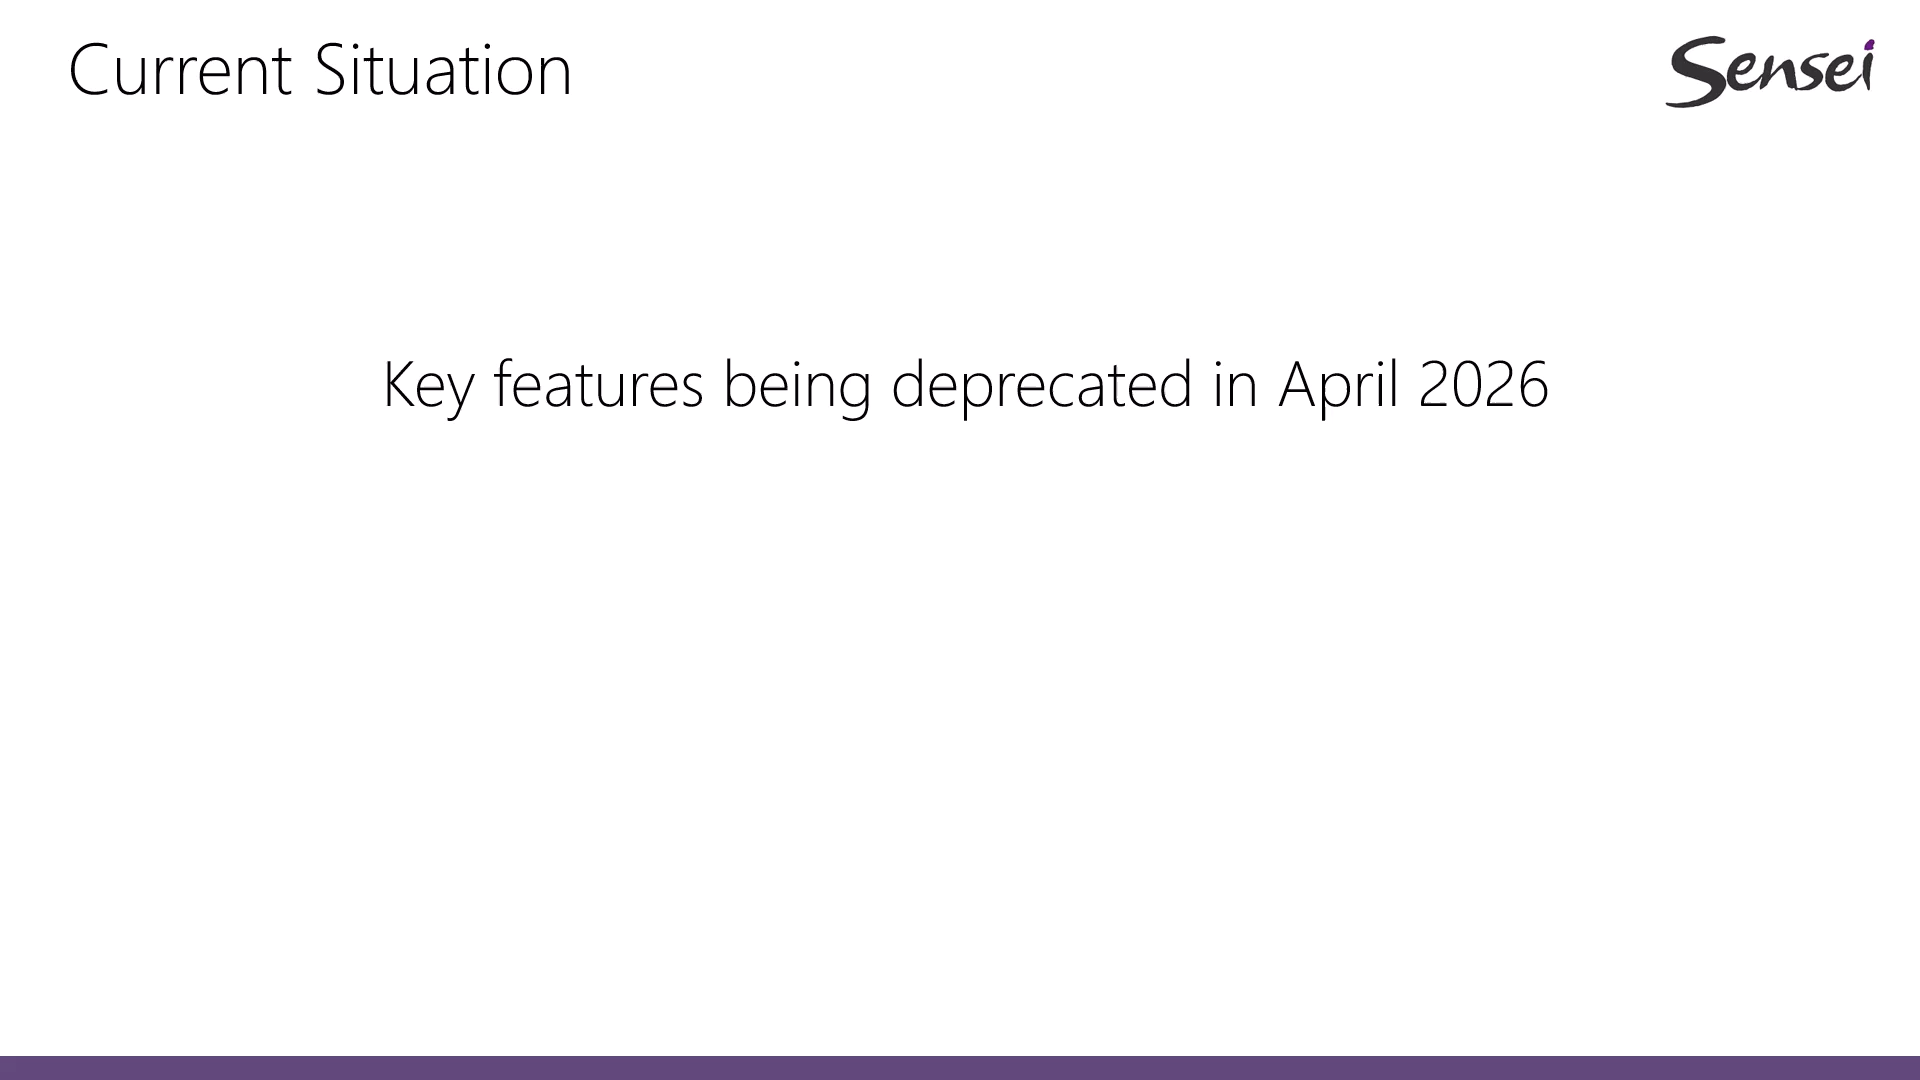 Current Situation
Sensei
Key features being deprecated in April 2026